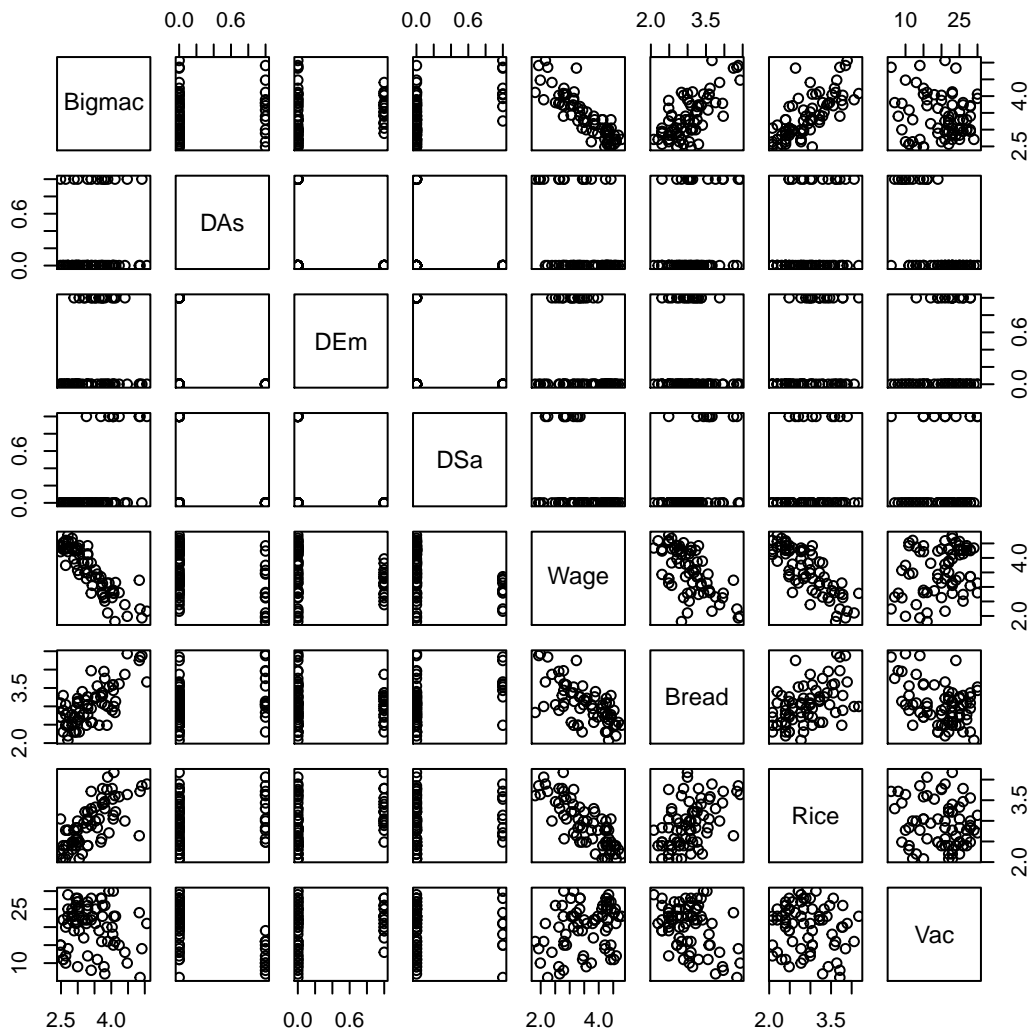 0.0 0.6 0.0 0.6 2.0 3.5 10 25
Bigmac 2.5 4.0
0.0 0.6 DAs
DEm 0.0 0.6
0.0 0.6 DSa
Wage 2.0 4.0
2.0 3.5 Bread
Rice 2.0 3.5
10 25 Vac
2.5 4.0 0.0 0.6 2.0 4.0 2.0 3.5